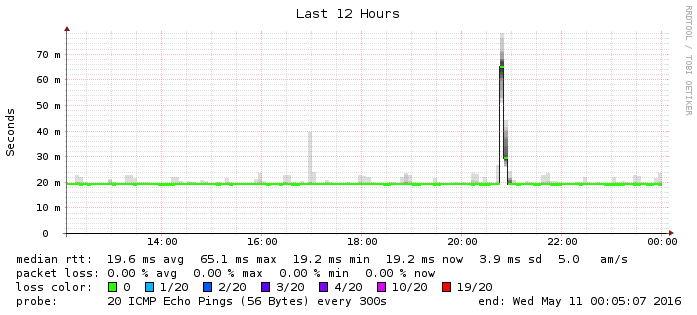 Last 12 Hours
RRDTOOL / TOBI OETIKER
Seconds
70 m
60 m
50 m
40 m
30 m
20 m
10 m
0
14:00 16:00 18:00 20:00 22:00 00:00
median rtt: 19.6 ms avg 65.1 ms max 19.2 ms min 19.2 ms now 3.9 ms sd 5.0 am/s
packet loss: 0.00 % avg 0.00 % max 0.00 % min 0.00 % now
loss color: 0 1/20 2/20 3/20 4/20 10/20 19/20
probe: 20 ICMP Echo Pings (56 Bytes) every 300s end: Wed May 11 00:05:07 2016